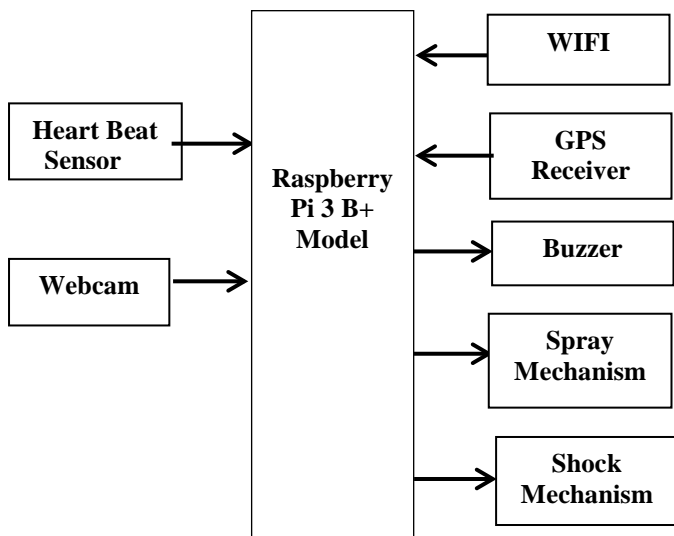 WIFI
Heart Beat
Sensor
GPS
Receiver
Raspberry
Pi 3 B+
Model
Buzzer
Webcam
Spray
Mechanism
Shock
Mechanism